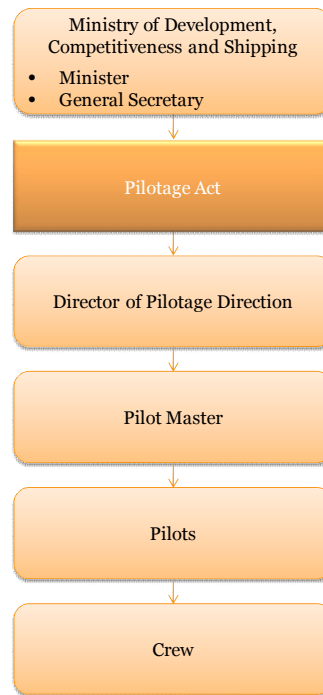 Ministry of Development,
Competitiveness and Shipping
• Minister
• General Secretary
Pilotage Act
Director of Pilotage Direction
Pilot Master
Pilots
Crew